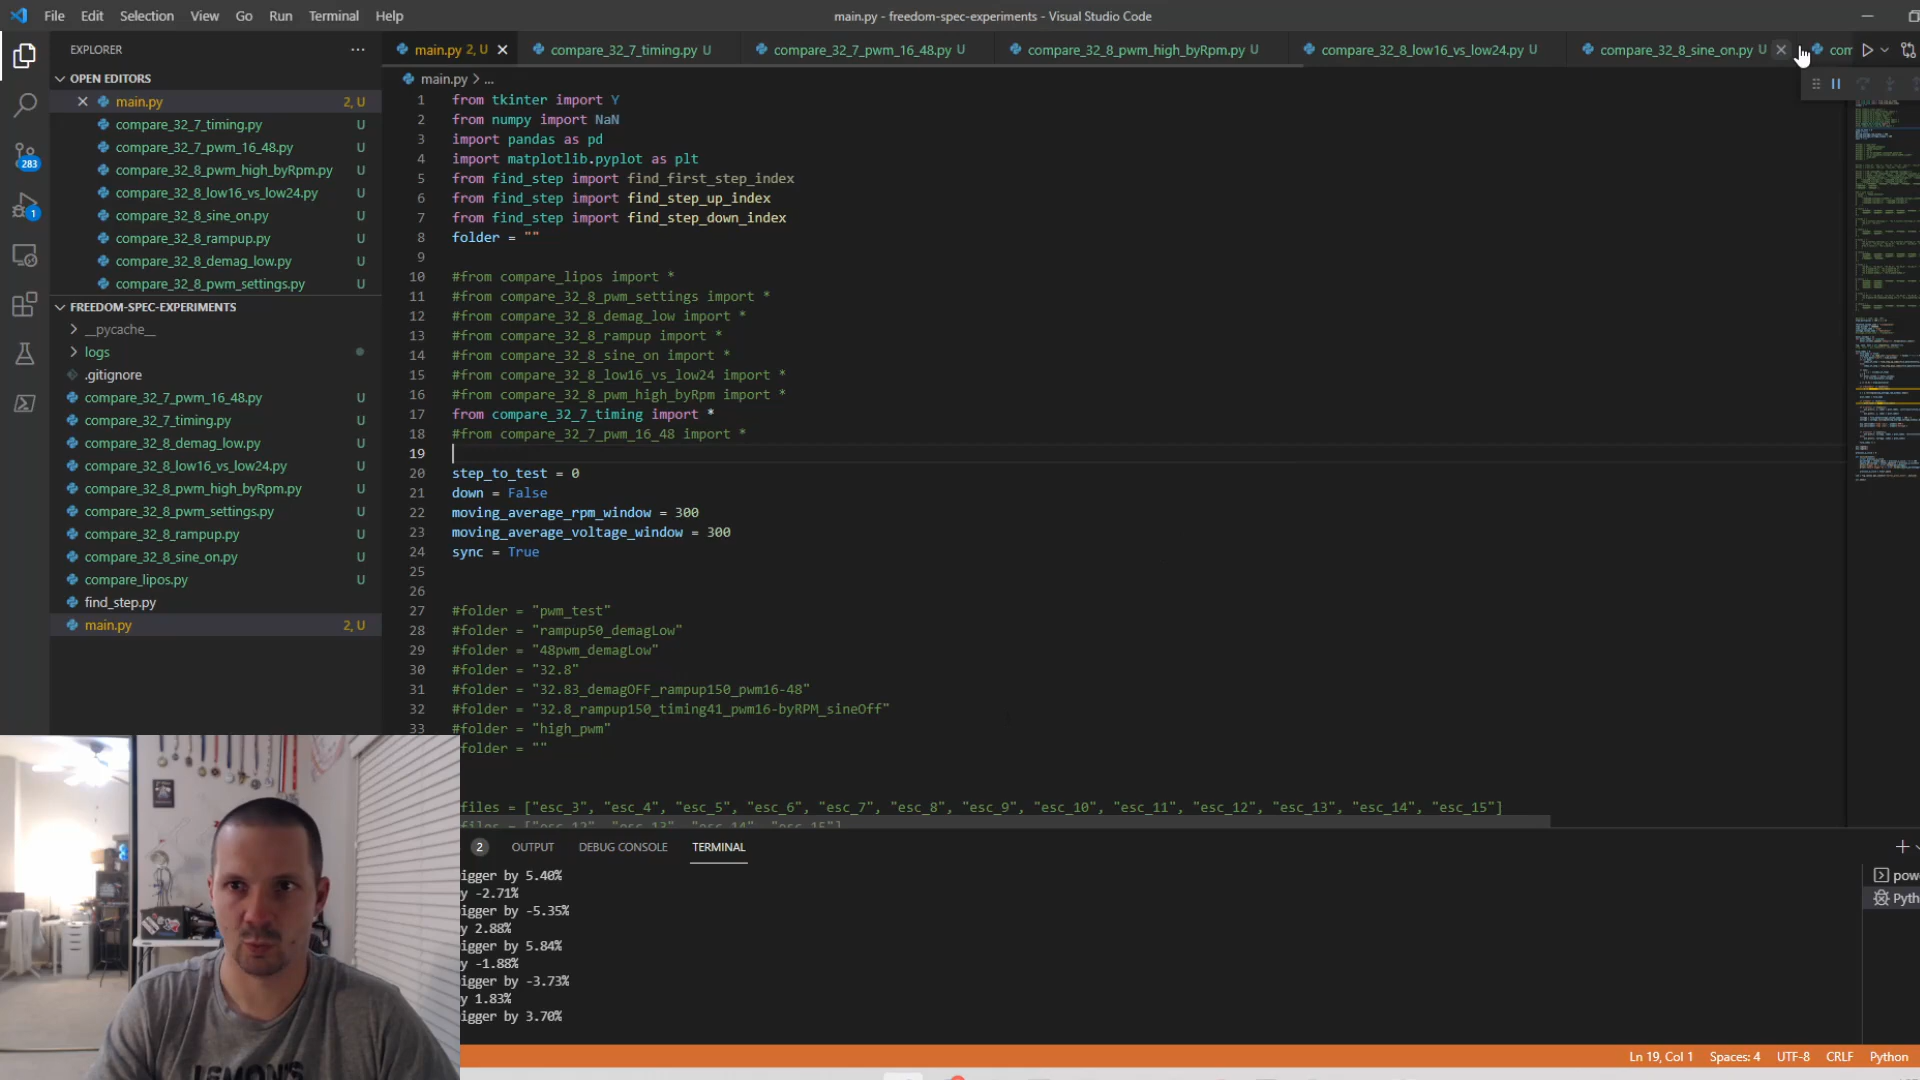 File Edit Selection View Go Run Terminal Help
main.py - freedom-spec-experiments - Visual Studio Code
EXPLORER
main.py 2, U
compare_32_7_timing.py U
compare_32_7_pwm_16_48.py U
compare_32_8_pwm_high_byRpm.py U
compare_32_8_low16_vs_low24.py U
compare_32_8_sine_on.py U
com
OPEN EDITORS
main.py 2, U
compare_32_7_timing.py U
compare_32_7_pwm_16_48.py U
compare_32_8_pwm_high_byRpm.py U
compare_32_8_low16_vs_low24.py U
compare_32_8_sine_on.py U
compare_32_8_rampup.py U
compare_32_8_demag_low.py U
compare_32_8_pwm_settings.py U
FREEDOM-SPEC-EXPERIMENTS
__pycache__
logs
.gitignore
compare_32_7_pwm_16_48.py U
compare_32_7_timing.py U
compare_32_8_demag_low.py U
compare_32_8_low16_vs_low24.py U
compare_32_8_pwm_high_byRpm.py U
compare_32_8_pwm_settings.py U
compare_32_8_rampup.py U
compare_32_8_sine_on.py U
compare_lipos.py U
find_step.py
main.py 2, U
283
1
main.py > ...
1 from tkinter import Y
2 from numpy import NaN
3 import pandas as pd
4 import matplotlib.pyplot as plt
5 from find_step import find_first_step_index
6 from find_step import find_step_up_index
7 from find_step import find_step_down_index
8 folder = ""
9
10 #from compare_lipos import *
11 #from compare_32_8_pwm_settings import *
12 #from compare_32_8_demag_low import *
13 #from compare_32_8_rampup import *
14 #from compare_32_8_sine_on import *
15 #from compare_32_8_low16_vs_low24 import *
16 #from compare_32_8_pwm_high_byRpm import *
17 from compare_32_7_timing import *
18 #from compare_32_7_pwm_16_48 import *
19
20 step_to_test = 0
21 down = False
22 moving_average_rpm_window = 300
23 moving_average_voltage_window = 300
24 sync = True
25
26
27 #folder = "pwm_test"
28 #folder = "rampup50_demagLow"
29 #folder = "48pwm_demagLow"
30 #folder = "32.8"
31 #folder = "32.83_demagOFF_rampup150_pwm16-48"
32 #folder = "32.8_rampup150_timing41_pwm16-byRPM_sineOff"
33 #folder = "high_pwm"
folder = ""
files = ["esc_3", "esc_4", "esc_5", "esc_6", "esc_7", "esc_8", "esc_9", "esc_10", "esc_11", "esc_12", "esc_13", "esc_14", "esc_15"]
files = ["esc_12", "esc_13", "esc_14", "esc_15"]
2 OUTPUT DEBUG CONSOLE TERMINAL
igger by 5.40%
y -2.71%
igger by -5.35%
y 2.88%
igger by 5.84%
y -1.88%
igger by -3.73%
y 1.83%
igger by 3.70%
pow
Pyth
Ln 19, Col 1 Spaces: 4 UTF-8 CRLF Python